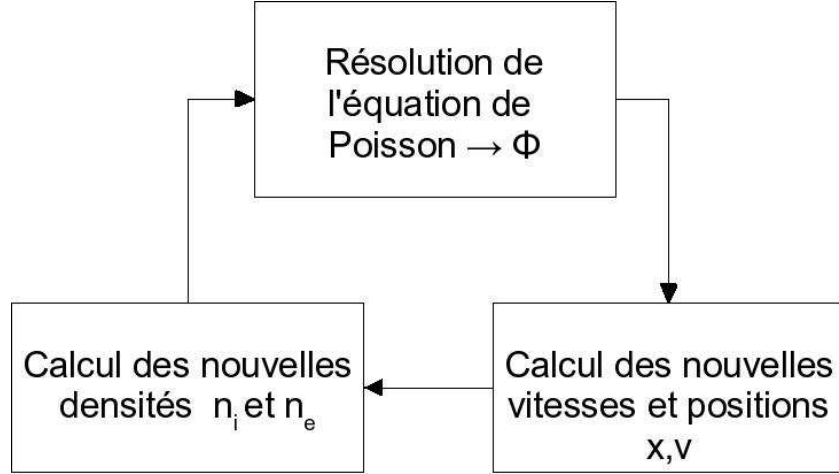 Résolution de
l'équation de
Poisson → Φ
Calcul des nouvelles
densités n_i et n_e
Calcul des nouvelles
vitesses et positions
x,v